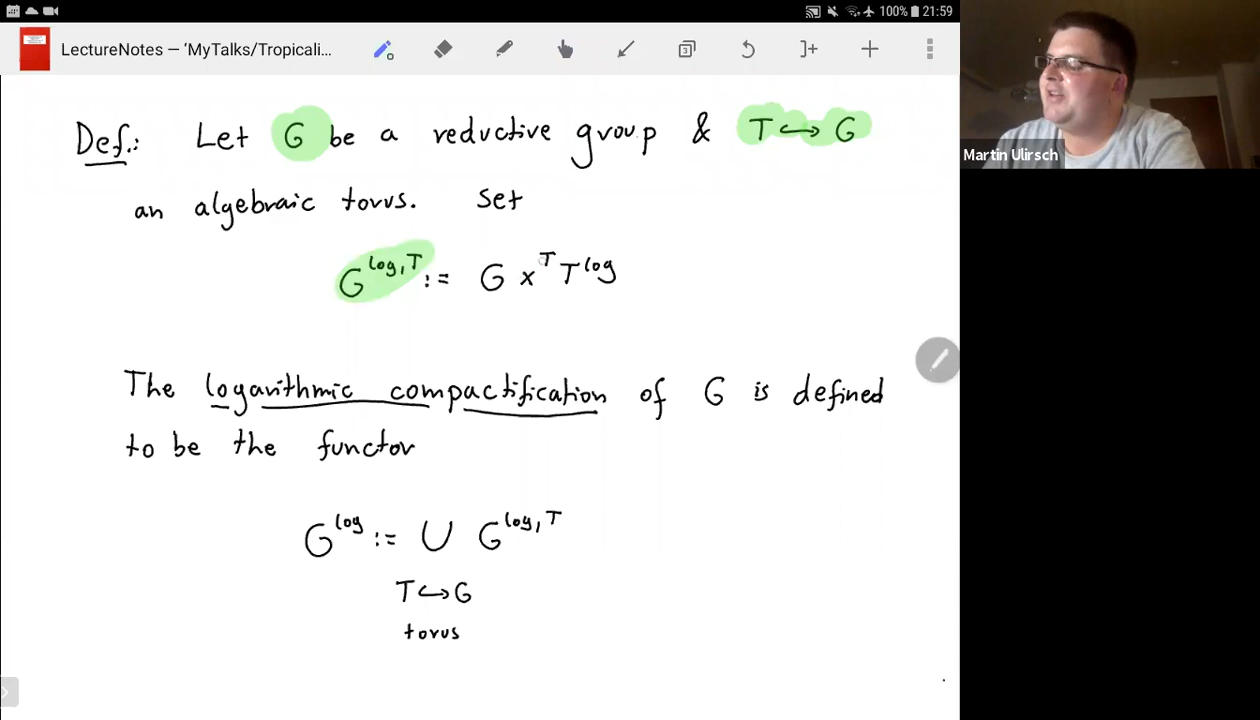 100% 21:59
LectureNotes — ‘MyTalks/Tropicali...
3
Martin Ulirsch
Def.: Let G be a reductive group & T ↪ G
an algebraic torus. Set
G^{log, T} := G ×^T T^{log}
The logarithmic compactification of G is defined
to be the functor
G^{log} := ∪ G^{log, T}
T ↪ G
torus